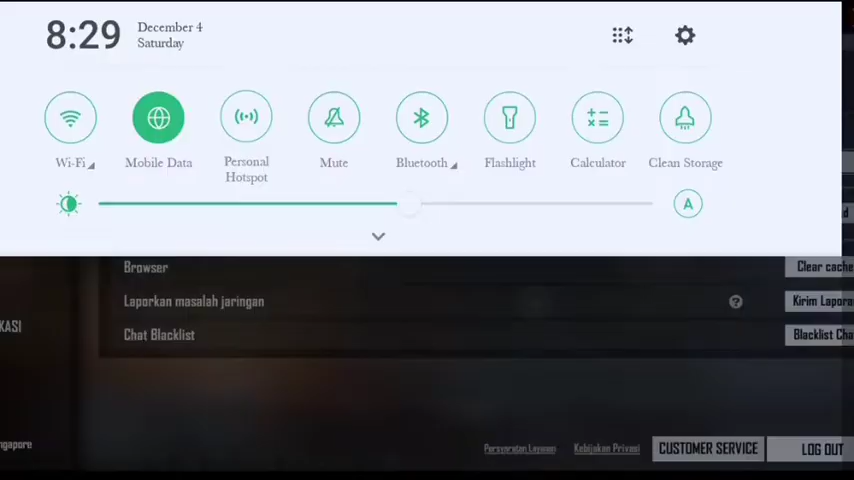 8:29
December 4
Saturday
Wi-Fi
Mobile Data
Personal
Hotspot
Mute
Bluetooth
Flashlight
Calculator
Clean Storage
A
Browser
Clear cache
Laporkan masalah jaringan
?
Kirim Lapora
KASI
Chat Blacklist
Blacklist Cha
ngapore
Persyaratan Layanan
Kebijakan Privasi
CUSTOMER SERVICE
LOG OUT